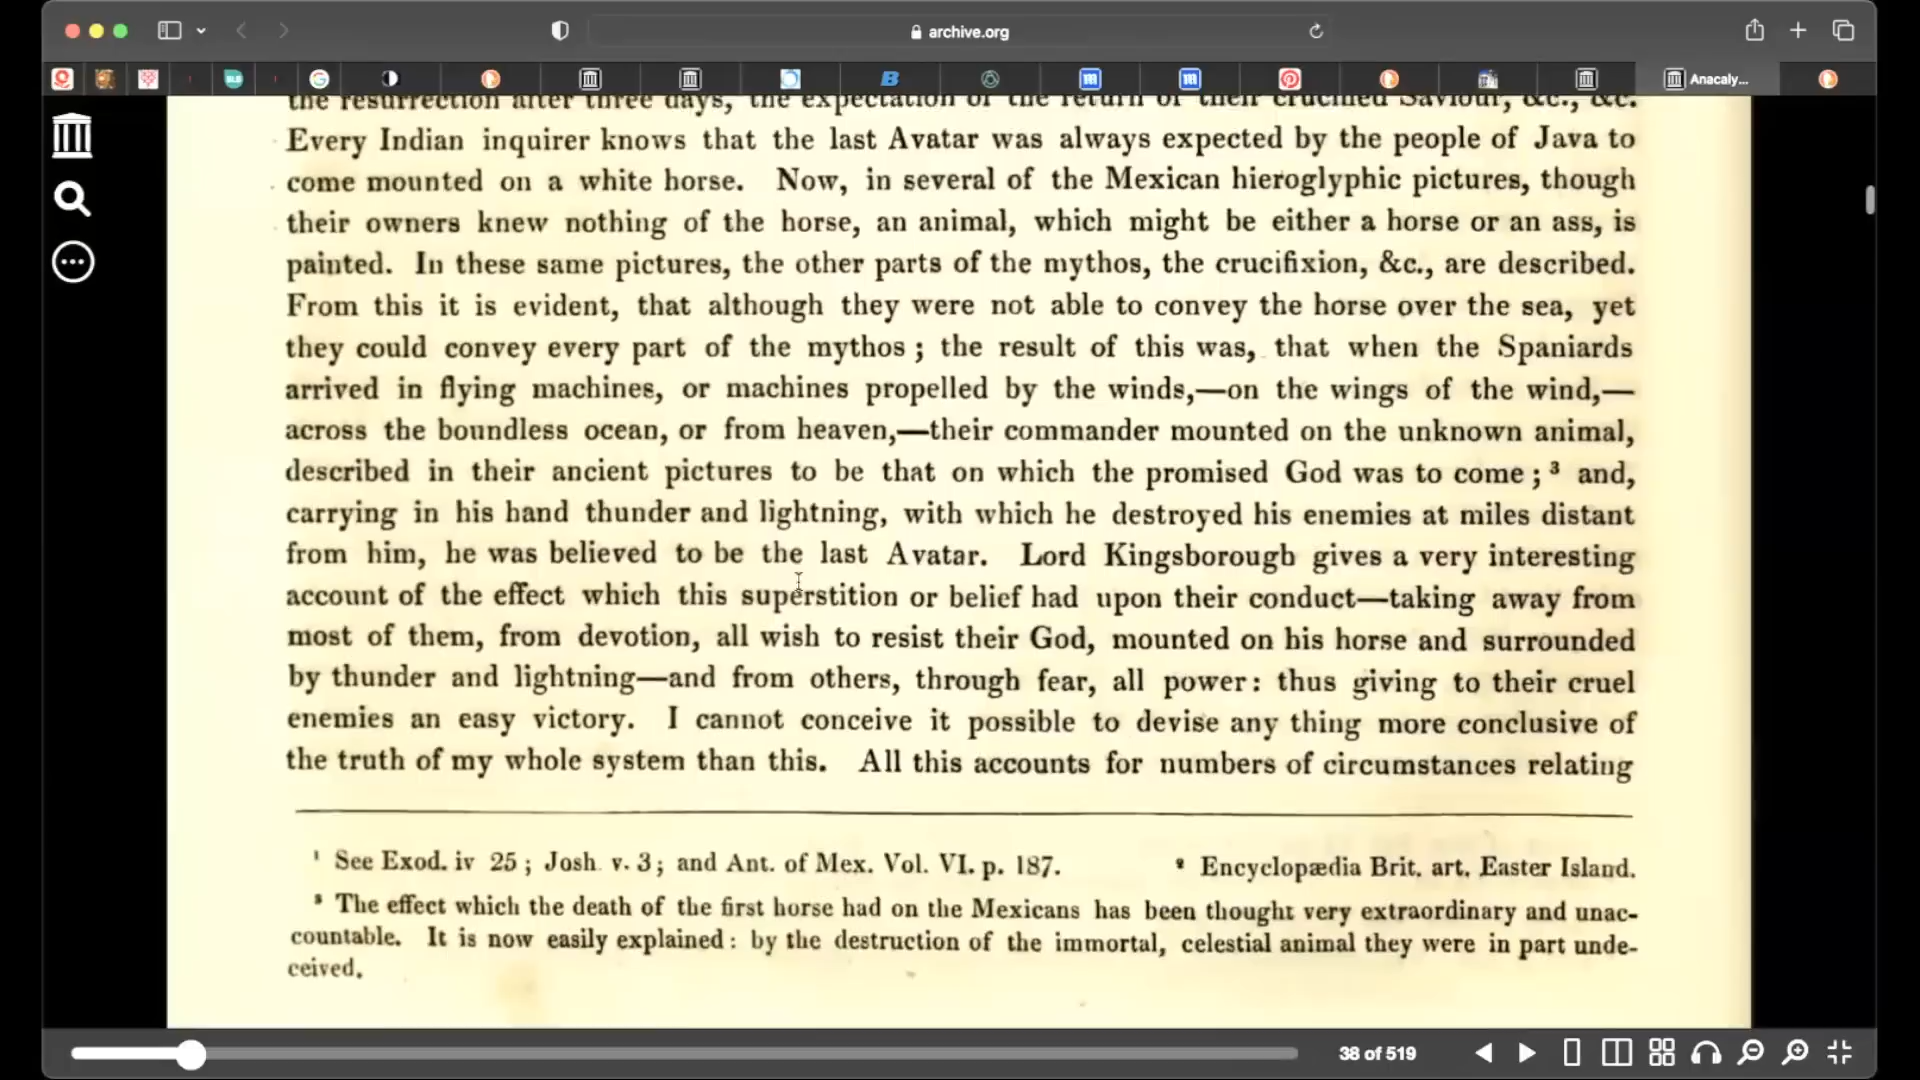 archive.org
Anacaly...
the resurrection after three days, the expectation of the return of their crucified Saviour, &c., &c.
Every Indian inquirer knows that the last Avatar was always expected by the people of Java to
come mounted on a white horse. Now, in several of the Mexican hieroglyphic pictures, though
their owners knew nothing of the horse, an animal, which might be either a horse or an ass, is
painted. In these same pictures, the other parts of the mythos, the crucifixion, &c., are described.
From this it is evident, that although they were not able to convey the horse over the sea, yet
they could convey every part of the mythos; the result of this was, that when the Spaniards
arrived in flying machines, or machines propelled by the winds,—on the wings of the wind,—
across the boundless ocean, or from heaven,—their commander mounted on the unknown animal,
described in their ancient pictures to be that on which the promised God was to come;³ and,
carrying in his hand thunder and lightning, with which he destroyed his enemies at miles distant
from him, he was believed to be the last Avatar. Lord Kingsborough gives a very interesting
account of the effect which this superstition or belief had upon their conduct—taking away from
most of them, from devotion, all wish to resist their God, mounted on his horse and surrounded
by thunder and lightning—and from others, through fear, all power: thus giving to their cruel
enemies an easy victory. I cannot conceive it possible to devise any thing more conclusive of
the truth of my whole system than this. All this accounts for numbers of circumstances relating
¹ See Exod. iv 25; Josh. v. 3; and Ant. of Mex. Vol. VI. p. 187. ² Encyclopædia Brit. art. Easter Island.
³ The effect which the death of the first horse had on the Mexicans has been thought very extraordinary and unac-
countable. It is now easily explained: by the destruction of the immortal, celestial animal they were in part unde-
ceived.
38 of 519